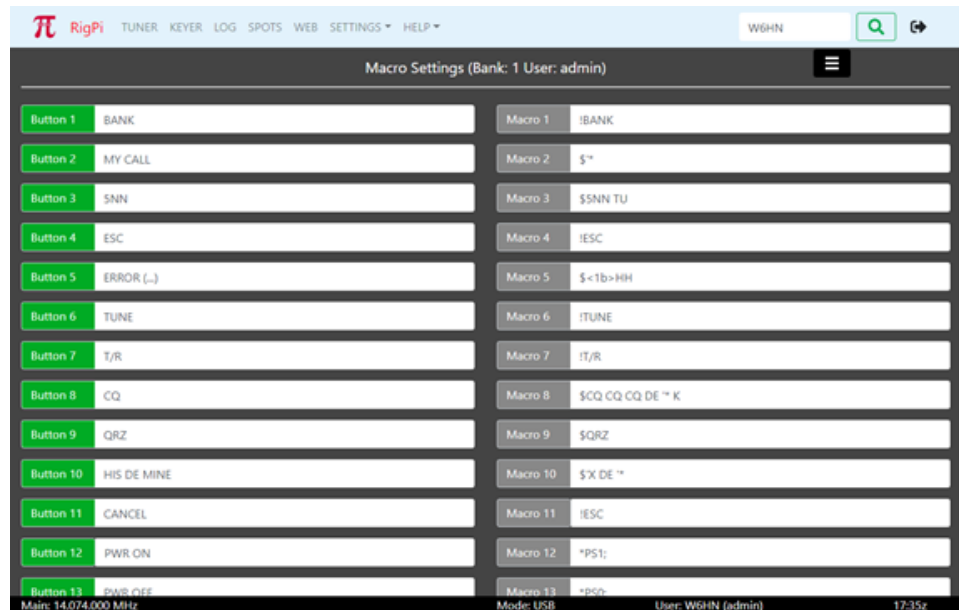 π RigPi TUNER KEYER LOG SPOTS WEB SETTINGS HELP W6HN
Macro Settings (Bank: 1 User: admin)
Button 1 BANK Macro 1 !BANK
Button 2 MY CALL Macro 2 $'*
Button 3 5NN Macro 3 $5NN TU
Button 4 ESC Macro 4 !ESC
Button 5 ERROR (...) Macro 5 $<1b>HH
Button 6 TUNE Macro 6 !TUNE
Button 7 T/R Macro 7 !T/R
Button 8 CQ Macro 8 $CQ CQ CQ DE '* K
Button 9 QRZ Macro 9 $QRZ
Button 10 HIS DE MINE Macro 10 $'X DE '*
Button 11 CANCEL Macro 11 !ESC
Button 12 PWR ON Macro 12 *PS1;
Button 13 PWR OFF Macro 13 *PS0;
Main: 14.074.000 MHz Mode: USB User: W6HN (admin) 17:35z